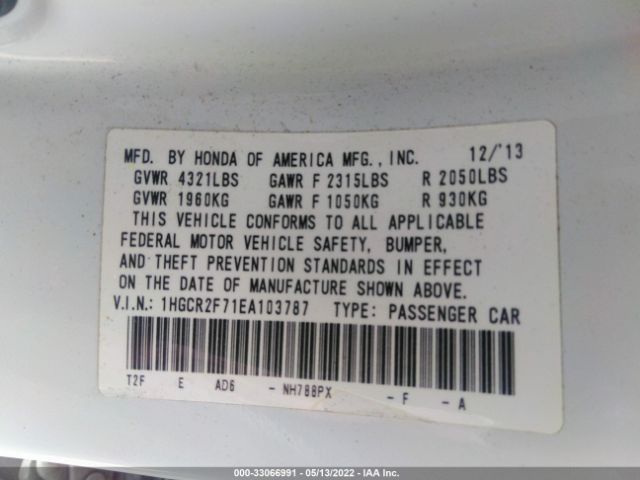 MFD. BY HONDA OF AMERICA MFG., INC. 12/'13
GVWR 4321LBS GAWR F 2315LBS R 2050LBS
GVWR 1960KG GAWR F 1050KG R 930KG
THIS VEHICLE CONFORMS TO ALL APPLICABLE
FEDERAL MOTOR VEHICLE SAFETY, BUMPER,
AND THEFT PREVENTION STANDARDS IN EFFECT
ON THE DATE OF MANUFACTURE SHOWN ABOVE.
V.I.N.: 1HGCR2F71EA103787 TYPE: PASSENGER CAR
T2F E AD6 - NH788PX - F - A
000-33066991 - 05/13/2022 - IAA Inc.